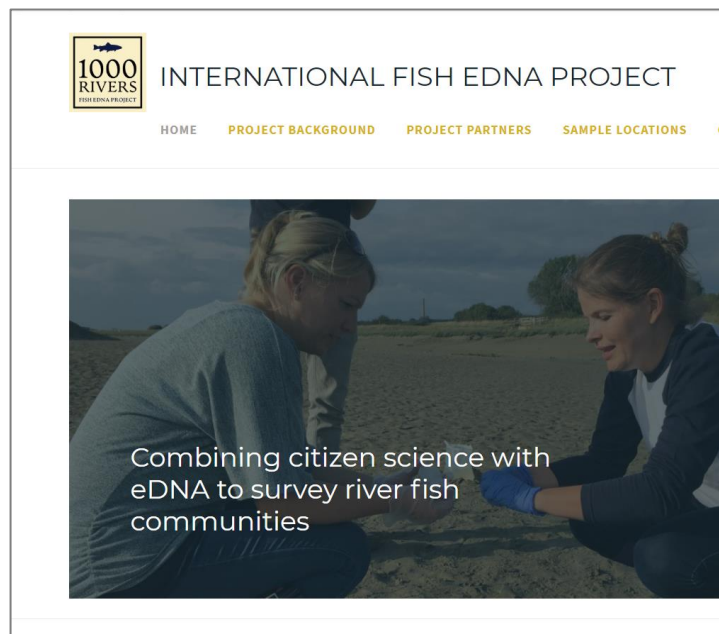 1000
RIVERS
FISH EDNA PROJECT
INTERNATIONAL FISH EDNA PROJECT
HOME PROJECT BACKGROUND PROJECT PARTNERS SAMPLE LOCATIONS
Combining citizen science with
eDNA to survey river fish
communities